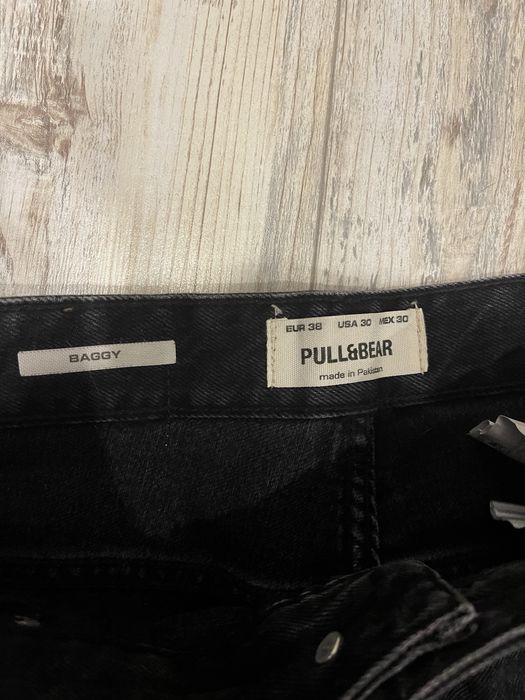 BAGGY
EUR 38 USA 30 MEX 30
PULL&BEAR
made in Pakistan